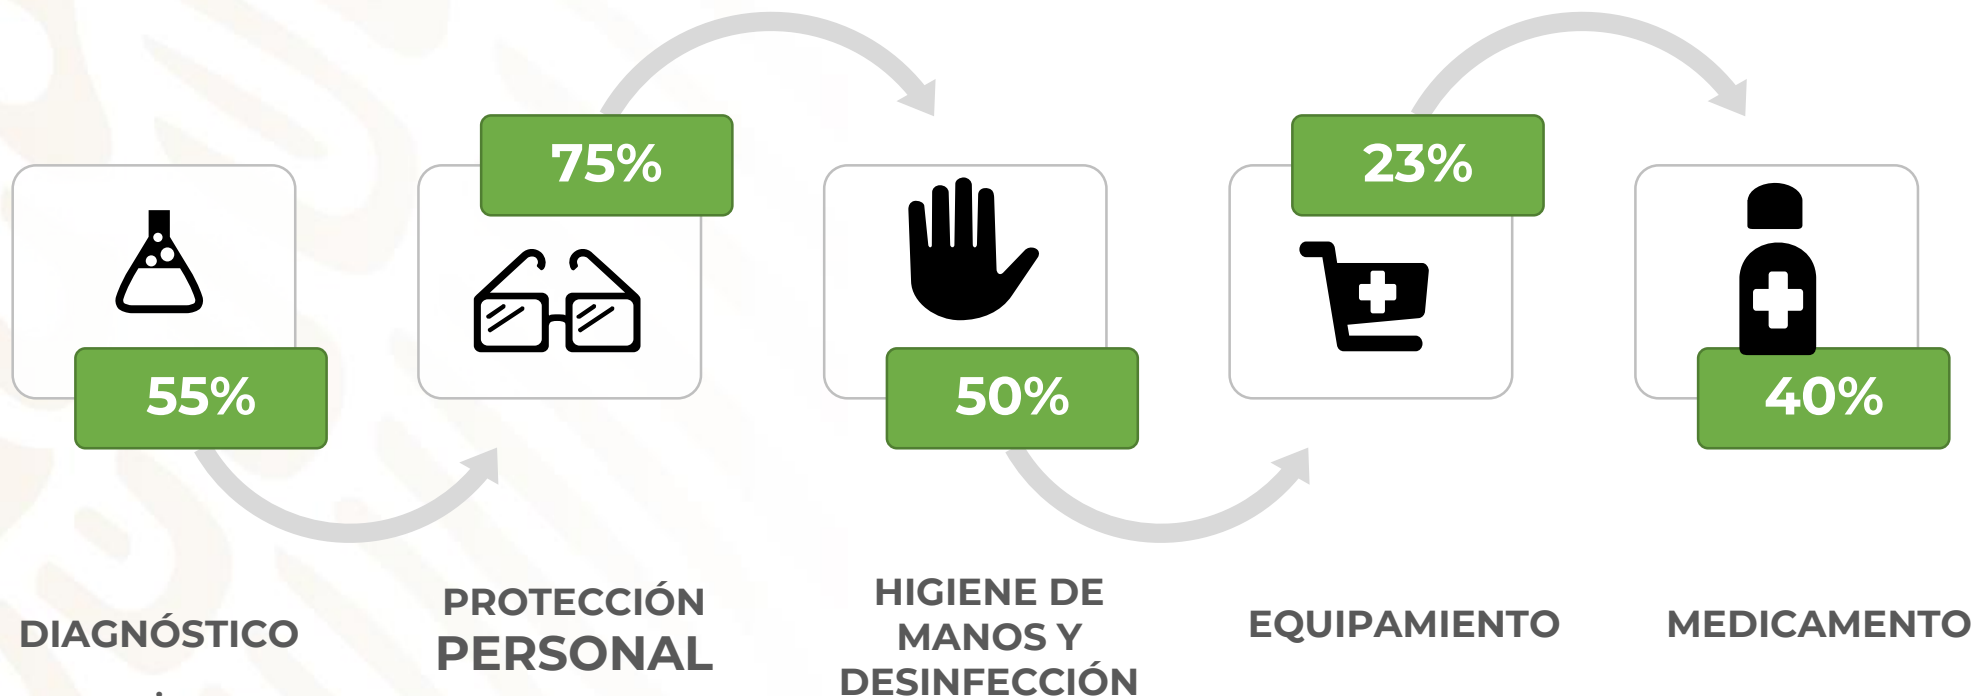 75%
23%
55%
50%
40%
DIAGNÓSTICO
PROTECCIÓN
PERSONAL
HIGIENE DE
MANOS Y
DESINFECCIÓN
EQUIPAMIENTO
MEDICAMENTO